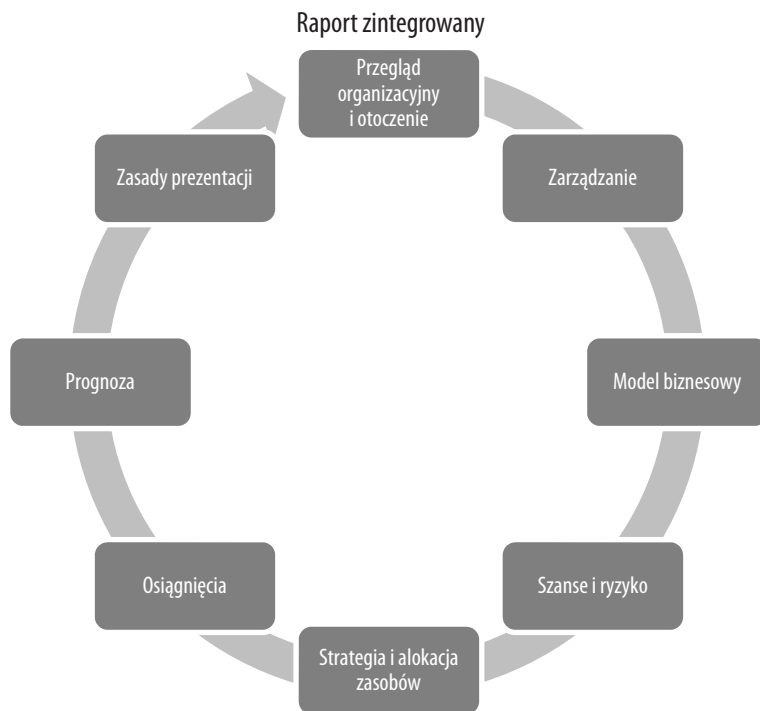 Raport zintegrowany
Przegląd
organizacyjny
i otoczenie
Zarządzanie
Model biznesowy
Szanse i ryzyko
Strategia i alokacja
zasobów
Osiągnięcia
Prognoza
Zasady prezentacji